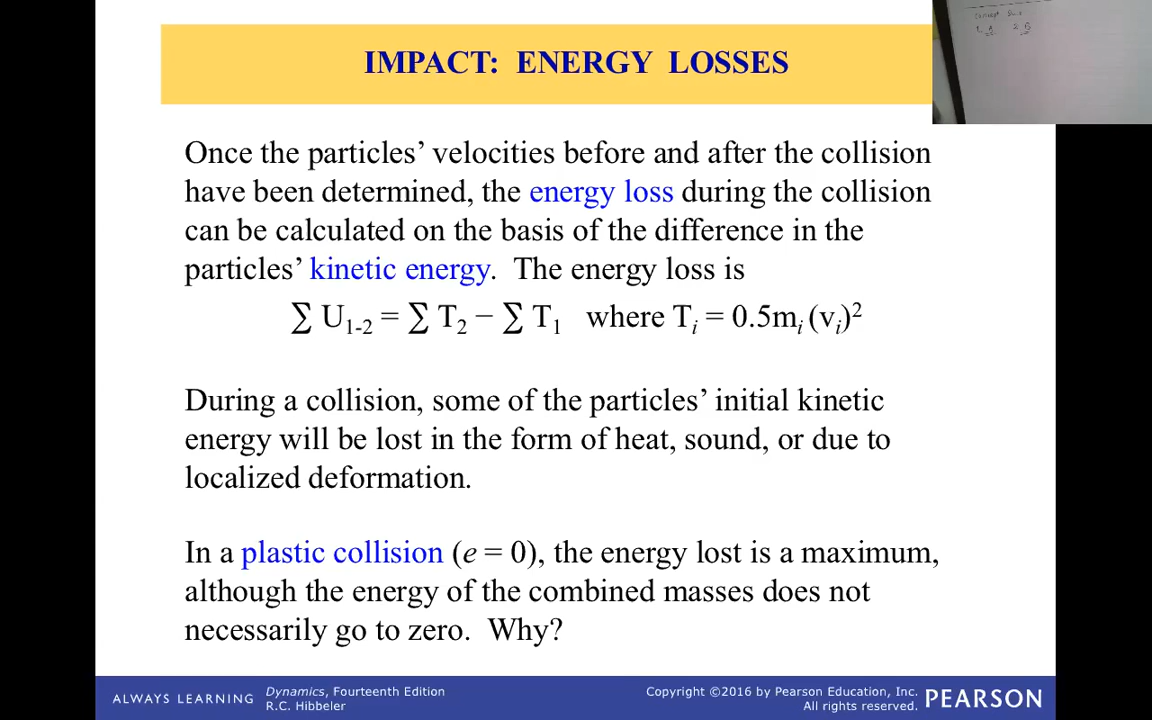 IMPACT: ENERGY LOSSES
Concept
1 A 2 B
Once the particles’ velocities before and after the collision
have been determined, the energy loss during the collision
can be calculated on the basis of the difference in the
particles’ kinetic energy. The energy loss is
∑ U1-2 = ∑ T2 − ∑ T1 where Ti = 0.5mi (vi)2
During a collision, some of the particles’ initial kinetic
energy will be lost in the form of heat, sound, or due to
localized deformation.
In a plastic collision (e = 0), the energy lost is a maximum,
although the energy of the combined masses does not
necessarily go to zero. Why?
ALWAYS LEARNING
Dynamics, Fourteenth Edition
R.C. Hibbeler
Copyright ©2016 by Pearson Education, Inc.
All rights reserved.
PEARSON